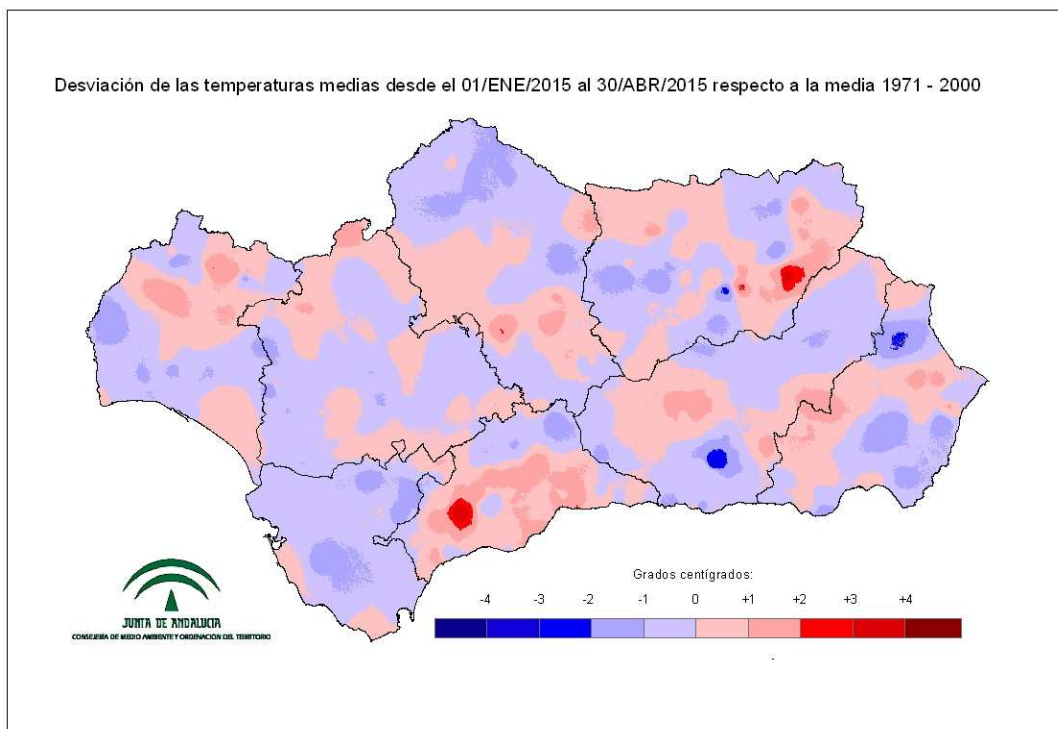 Desviación de las temperaturas medias desde el 01/ENE/2015 al 30/ABR/2015 respecto a la media 1971 - 2000
Grados centígrados:
-4 -3 -2 -1 0 +1 +2 +3 +4
JUNTA DE ANDALUCIA
CONSEJERÍA DE MEDIO AMBIENTE Y ORDENACIÓN DEL TERRITORIO